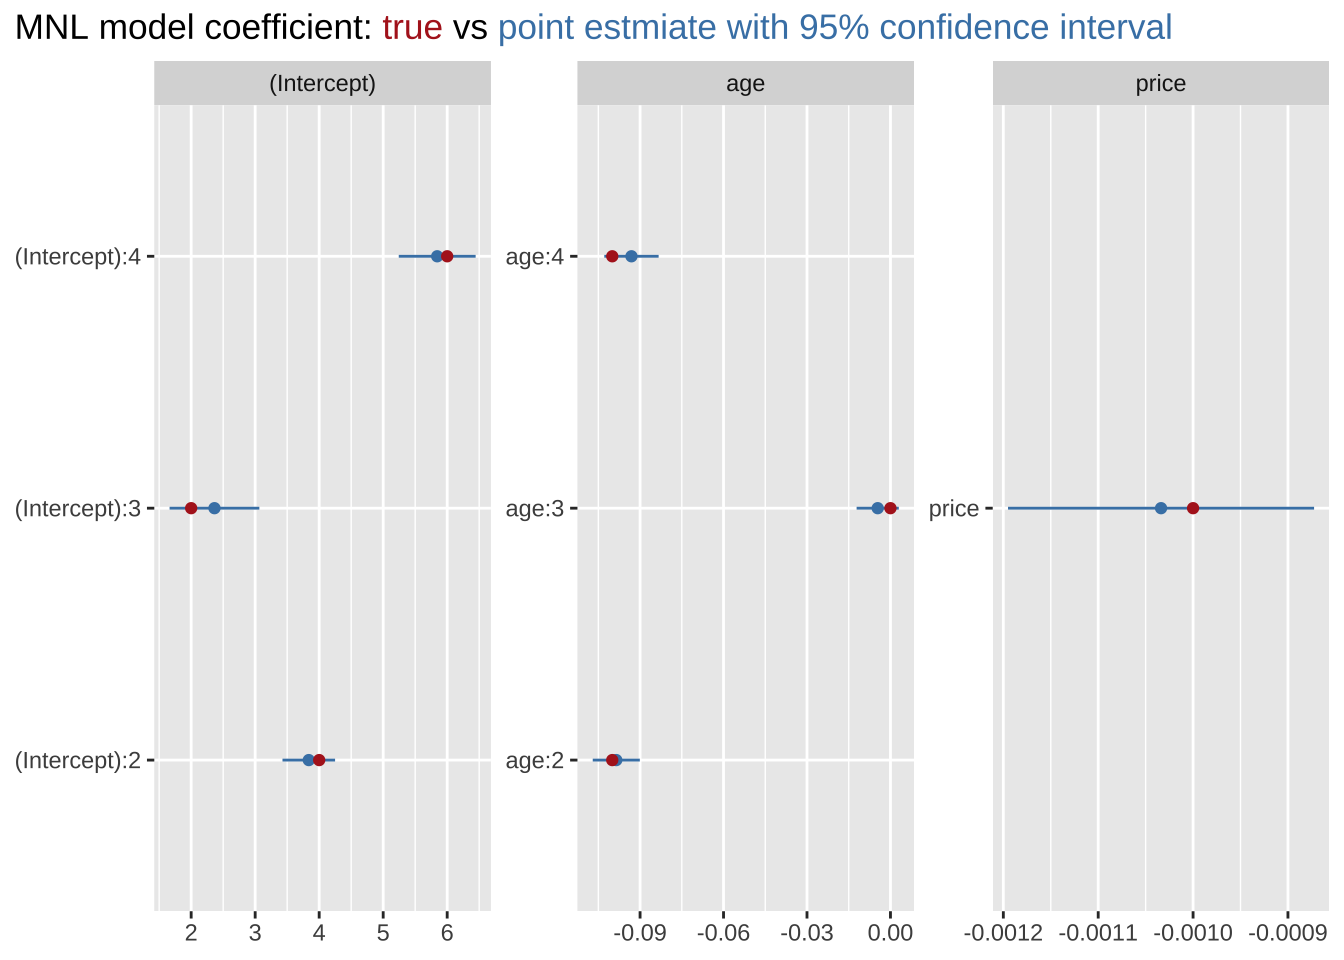 MNL model coefficient: true vs point estmiate with 95% confidence interval
(Intercept) age price
(Intercept):4 age:4
(Intercept):3 age:3 price
(Intercept):2 age:2
2 3 4 5 6 -0.09 -0.06 -0.03 0.00 -0.0012 -0.0011 -0.0010 -0.0009